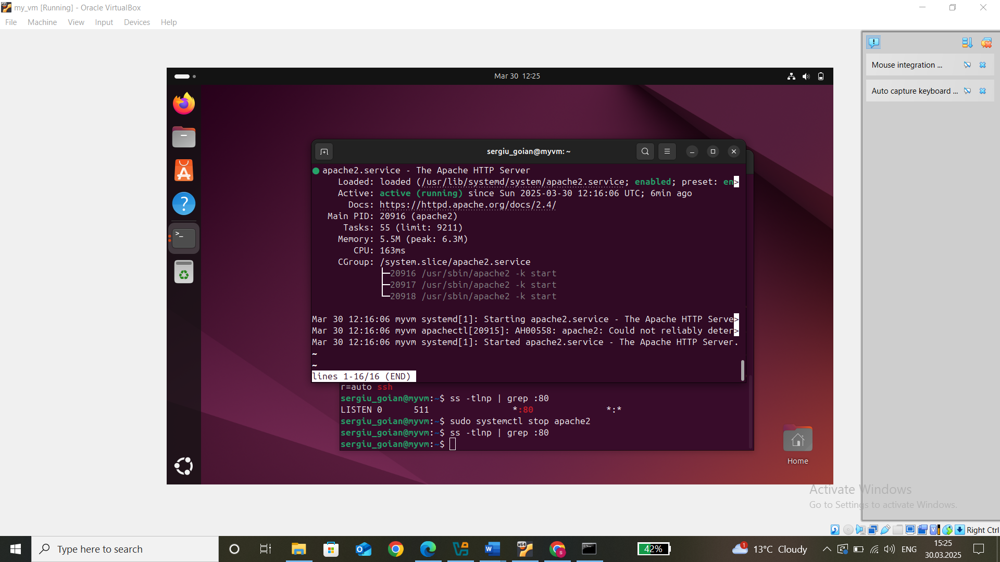 my_vm [Running] - Oracle VirtualBox
File Machine View Input Devices Help
Mouse integration ...
Auto capture keyboard ...
Mar 30 12:25
sergiu_goian@myvm: ~
apache2.service - The Apache HTTP Server
Loaded: loaded (/usr/lib/systemd/system/apache2.service; enabled; preset: en>
Active: active (running) since Sun 2025-03-30 12:16:06 UTC; 6min ago
Docs: https://httpd.apache.org/docs/2.4/
Main PID: 20916 (apache2)
Tasks: 55 (limit: 9211)
Memory: 5.5M (peak: 6.3M)
CPU: 163ms
CGroup: /system.slice/apache2.service
├─20916 /usr/sbin/apache2 -k start
├─20917 /usr/sbin/apache2 -k start
└─20918 /usr/sbin/apache2 -k start
Mar 30 12:16:06 myvm systemd[1]: Starting apache2.service - The Apache HTTP Serve>
Mar 30 12:16:06 myvm apachectl[20915]: AH00558: apache2: Could not reliably deter>
Mar 30 12:16:06 myvm systemd[1]: Started apache2.service - The Apache HTTP Server.
~
~
lines 1-16/16 (END)
r=auto ssh
sergiu_goian@myvm:~$ ss -tlnp | grep :80
LISTEN 0 511 *:80 *:*
sergiu_goian@myvm:~$ sudo systemctl stop apache2
sergiu_goian@myvm:~$ ss -tlnp | grep :80
sergiu_goian@myvm:~$
Home
Activate Windows
Go to Settings to activate Windows.
Right Ctrl
Type here to search
42%
13°C Cloudy
ENG
15:25
30.03.2025